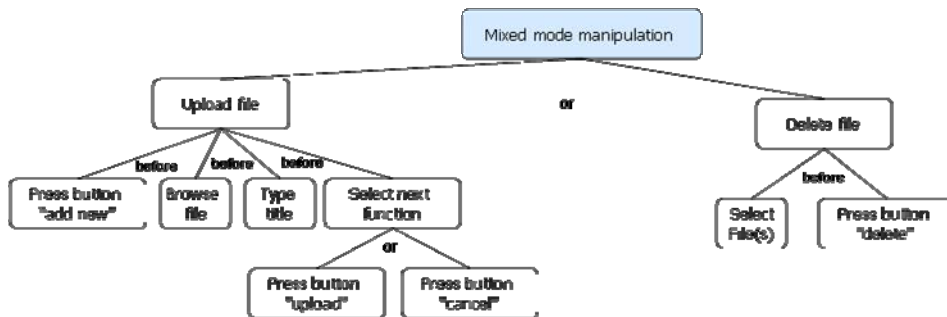 Mixed mode manipulation
Upload file
or
Delete file
before
before
before
before
Press button
"add new"
Browse
file
Type
title
Select next
function
Select
File(s)
Press button
"delete"
or
Press button
"upload"
Press button
"cancel"